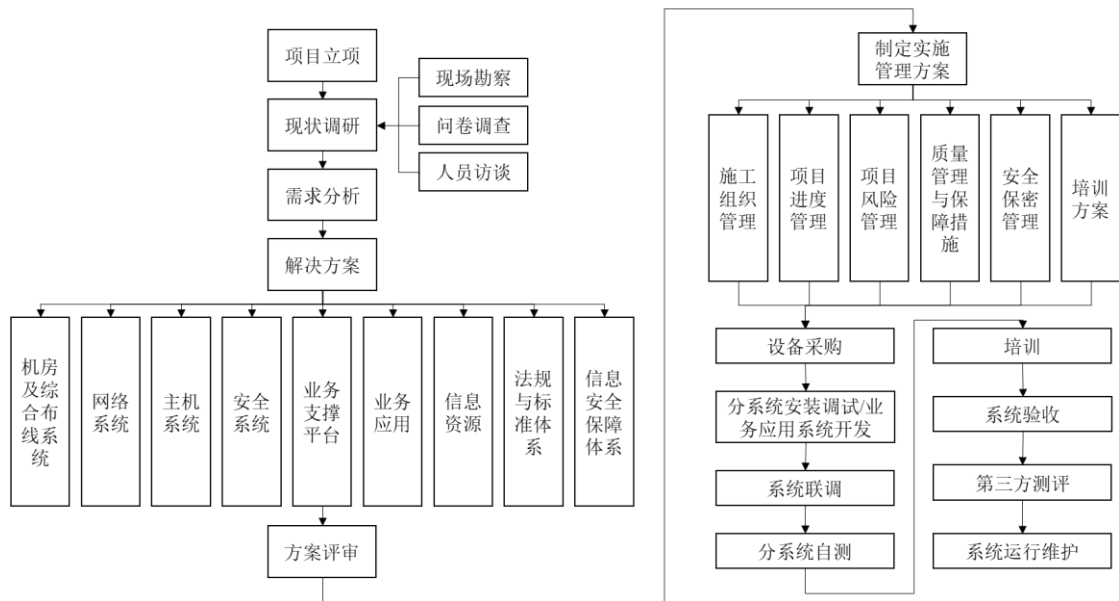 项目立项
现状调研
现场勘察
问卷调查
人员访谈
需求分析
解决方案
机房
及综
合布
线系
统
网络
系统
主机
系统
安全
系统
业务
支撑
平台
业务
应用
信息
资源
法规
与标
准体
系
信息
安全
保障
体系
方案评审
制定实施
管理方案
施工
组织
管理
项目
进度
管理
项目
风险
管理
质量
管理
与保
障措
施
安全
保密
管理
培训
方案
设备采购
分系统安装调试/业
务应用系统开发
系统联调
分系统自测
培训
系统验收
第三方测评
系统运行维护